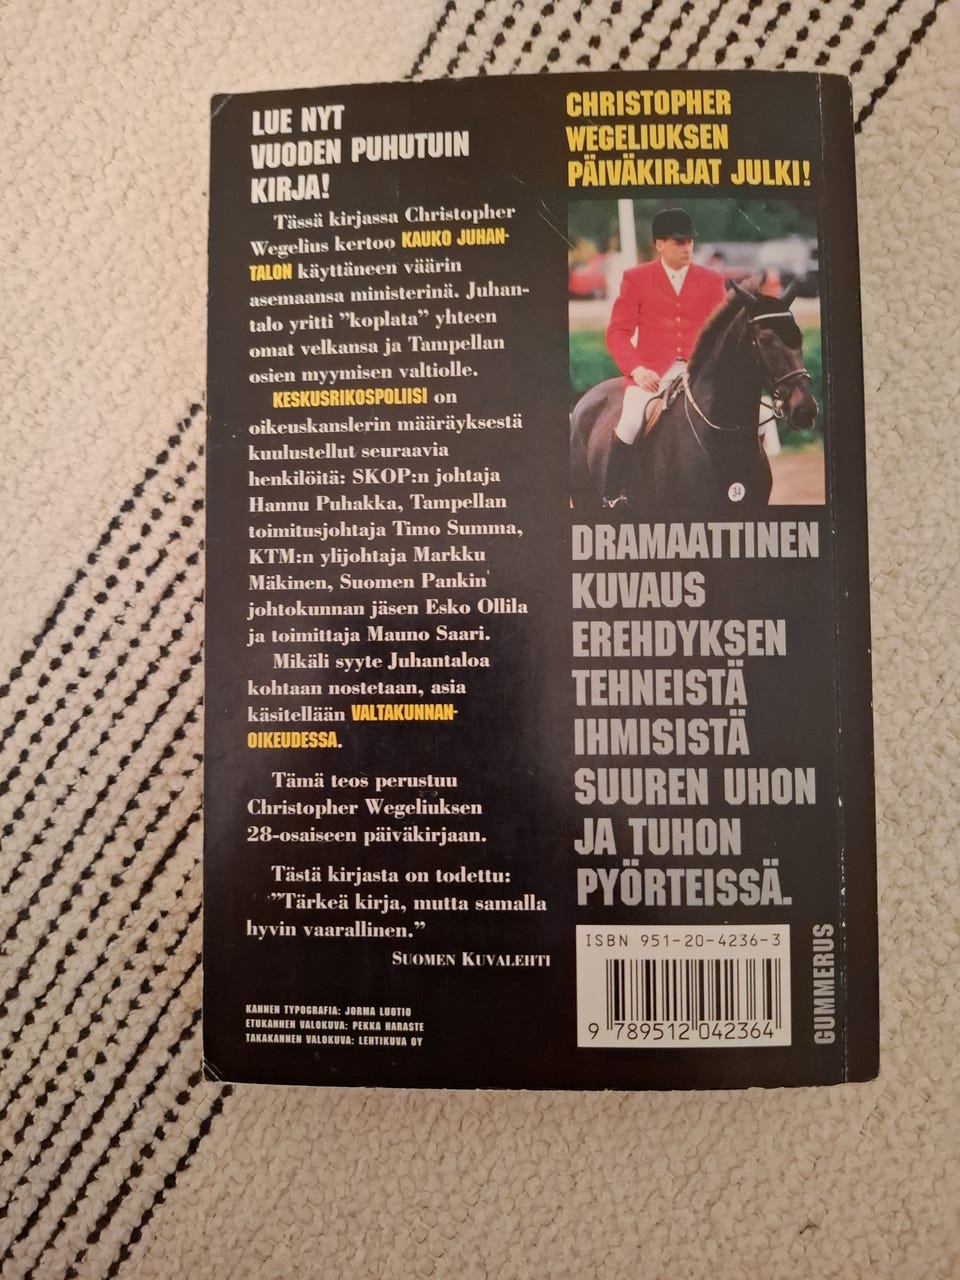 LUE NYT
VUODEN PUHUTUIN
KIRJA!
Tässä kirjassa Christopher
Wegelius kertoo KAUKO JUHAN-
TALON käyttäneen väärin
asemaansa ministerinä. Juhan-
talo yritti ”koplata” yhteen
omat velkansa ja Tampellan
osien myymisen valtiolle.
KESKUSRIKOSPOLIISI on
oikeuskanslerin määräyksestä
kuulustellut seuraavia
henkilöitä: SKOP:n johtaja
Hannu Puhakka, Tampellan
toimitusjohtaja Timo Summa,
KTM:n ylijohtaja Markku
Mäkinen, Suomen Pankin
johtokunnan jäsen Esko Ollila
ja toimittaja Mauno Saari.
Mikäli syyte Juhantaloa
kohtaan nostetaan, asia
käsitellään VALTAKUNNAN-
OIKEUDESSA.
Tämä teos perustuu
Christopher Wegeliuksen
28-osaiseen päiväkirjaan.
Tästä kirjasta on todettu:
”Tärkeä kirja, mutta samalla
hyvin vaarallinen.”
SUOMEN KUVALEHTI
KANNEN TYPOGRAFIA: JORMA LUOTIO
ETUKANNEN VALOKUVA: PEKKA HARASTE
TAKAKANNEN VALOKUVA: LEHTIKUVA OY
CHRISTOPHER
WEGELIUKSEN
PÄIVÄKIRJAT JULKI!
34
DRAMAATTINEN
KUVAUS
EREHDYKSEN
TEHNEISTÄ
IHMISISTÄ
SUUREN UHON
JA TUHON
PYÖRTEISSÄ.
ISBN 951-20-4236-3
9 789512 042364
GUMMERUS